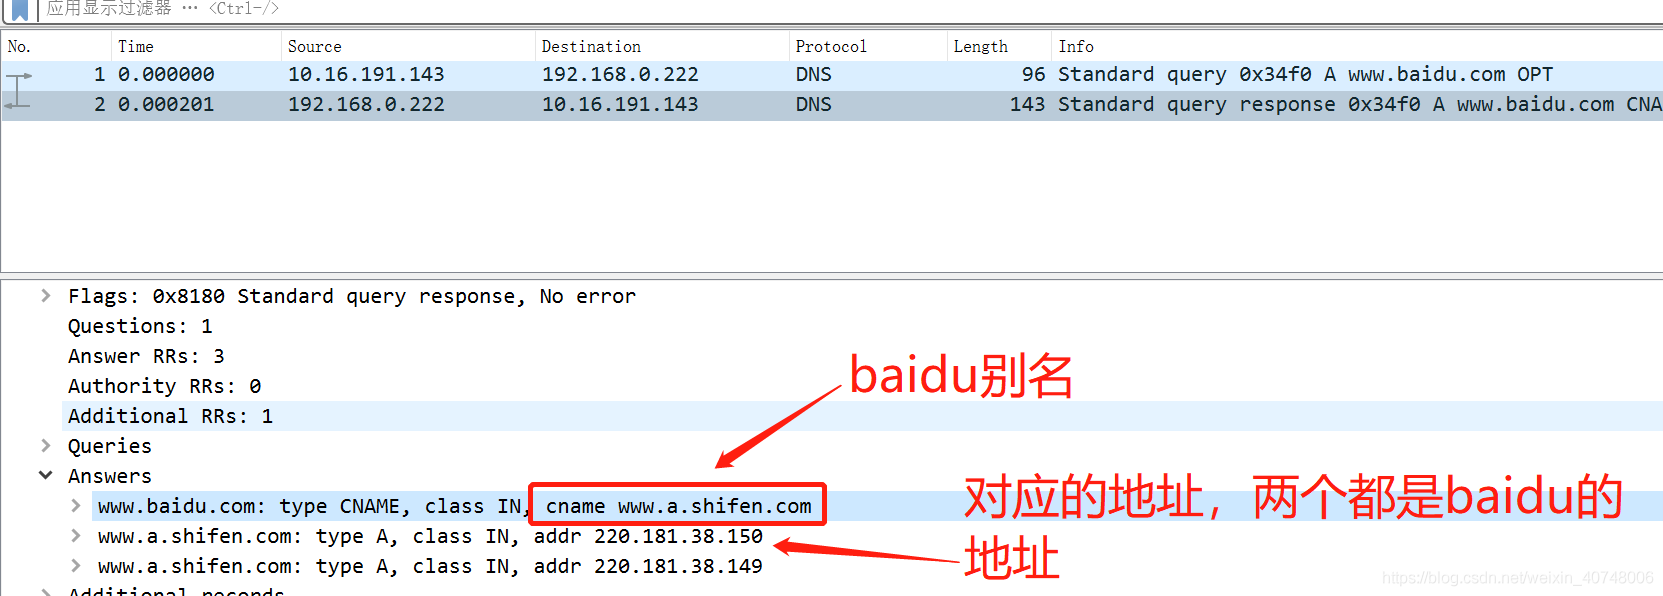 应用显示过滤器 … <Ctrl-/>
No. Time Source Destination Protocol Length Info
1 0.000000 10.16.191.143 192.168.0.222 DNS 96 Standard query 0x34f0 A www.baidu.com OPT
2 0.000201 192.168.0.222 10.16.191.143 DNS 143 Standard query response 0x34f0 A www.baidu.com CNA
Flags: 0x8180 Standard query response, No error
Questions: 1
Answer RRs: 3
Authority RRs: 0
Additional RRs: 1
Queries
Answers
www.baidu.com: type CNAME, class IN, cname www.a.shifen.com
www.a.shifen.com: type A, class IN, addr 220.181.38.150
www.a.shifen.com: type A, class IN, addr 220.181.38.149
Additional records
baidu别名
对应的地址，两个都是baidu的
地址
https://blog.csdn.net/weixin_40748006